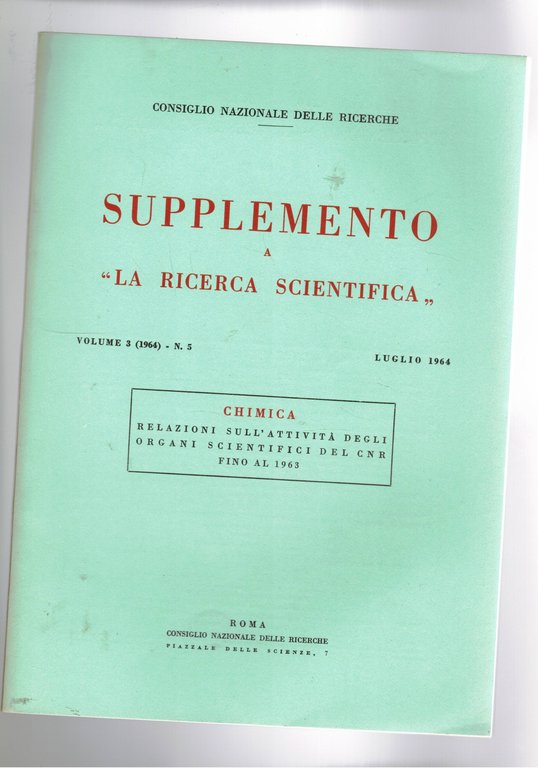 CONSIGLIO NAZIONALE DELLE RICERCHE
SUPPLEMENTO
A
“LA RICERCA SCIENTIFICA„
VOLUME 3 (1964) - N. 5
LUGLIO 1964
CHIMICA
RELAZIONI SULL'ATTIVITÀ DEGLI
ORGANI SCIENTIFICI DEL CNR
FINO AL 1963
ROMA
CONSIGLIO NAZIONALE DELLE RICERCHE
PIAZZALE DELLE SCIENZE, 7